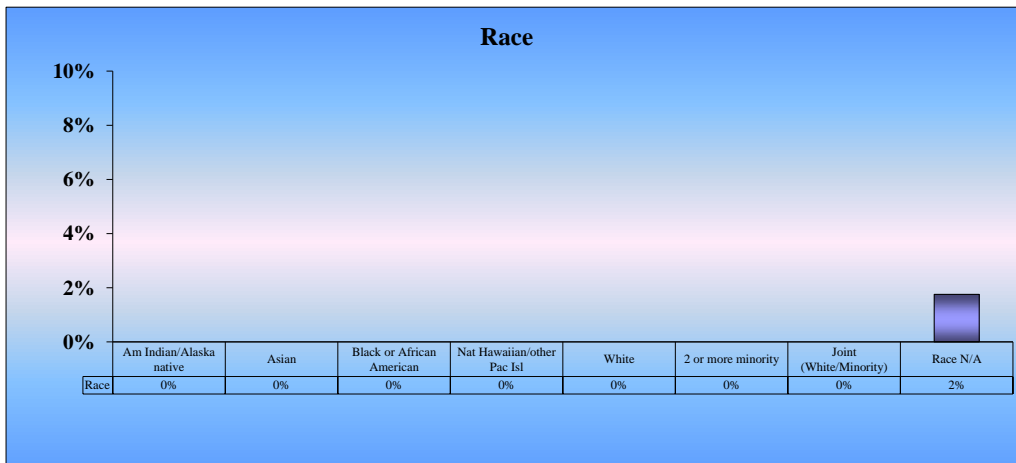 Race
10%
8%
6%
4%
2%
0%
Am Indian/Alaska native Asian Black or African American Nat Hawaiian/other Pac Isl White 2 or more minority Joint (White/Minority) Race N/A
Race 0% 0% 0% 0% 0% 0% 0% 2%